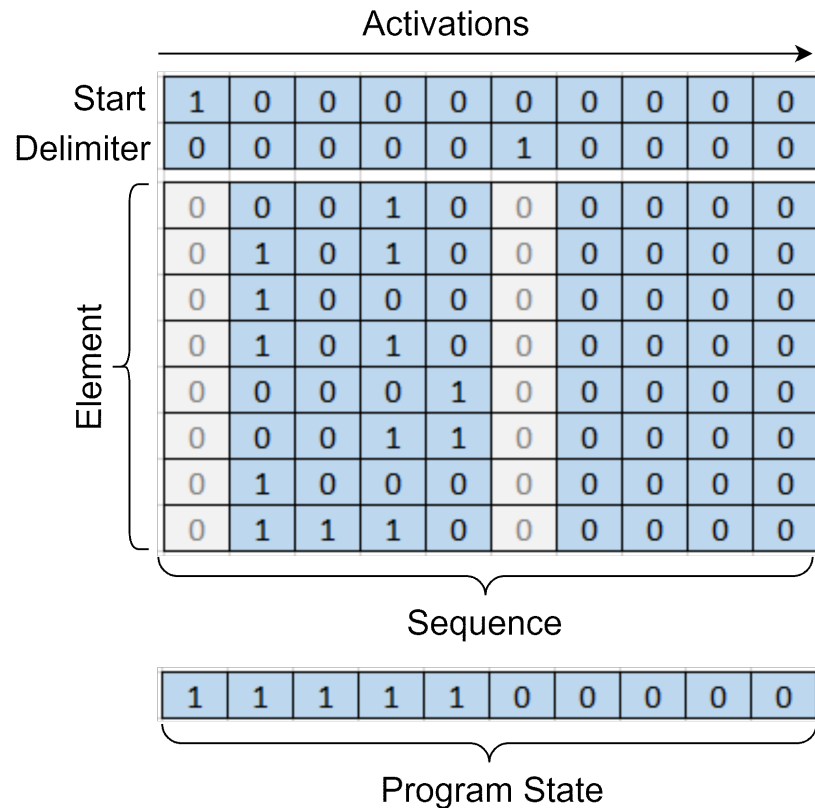 Activations
Start 1 0 0 0 0 0 0 0 0 0
Delimiter 0 0 0 0 0 1 0 0 0 0
Element
0 0 0 1 0 0 0 0 0 0
0 1 0 1 0 0 0 0 0 0
0 1 0 0 0 0 0 0 0 0
0 1 0 1 0 0 0 0 0 0
0 0 0 0 1 0 0 0 0 0
0 0 0 1 1 0 0 0 0 0
0 1 0 0 0 0 0 0 0 0
0 1 1 1 0 0 0 0 0 0
Sequence
1 1 1 1 1 0 0 0 0 0
Program State